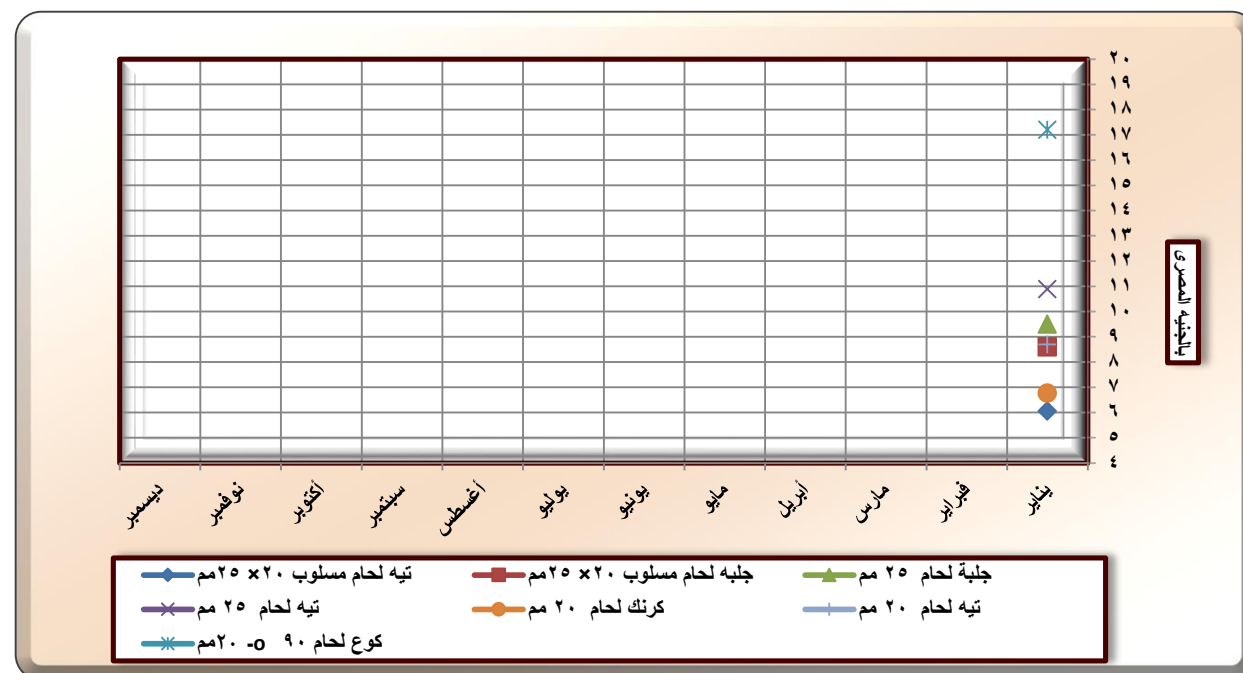 ٢٠
١٩
١٨
١٧
١٦
١٥
١٤
١٣
١٢
١١
١٠
٩
٨
٧
٦
٥
٤
بالجنيه المصرى
يناير
فبراير
مارس
أبريل
مايو
يونيو
يوليو
أغسطس
سبتمبر
أكتوبر
نوفمبر
ديسمبر
جلبة لحام ٢٥ مم
جلبه لحام مسلوب ٢٠× ٢٥مم
تيه لحام مسلوب ٢٠× ٢٥مم
تيه لحام ٢٠ مم
كرنك لحام ٢٠ مم
تيه لحام ٢٥ مم
كوع لحام ٩٠ o- ٢٠مم